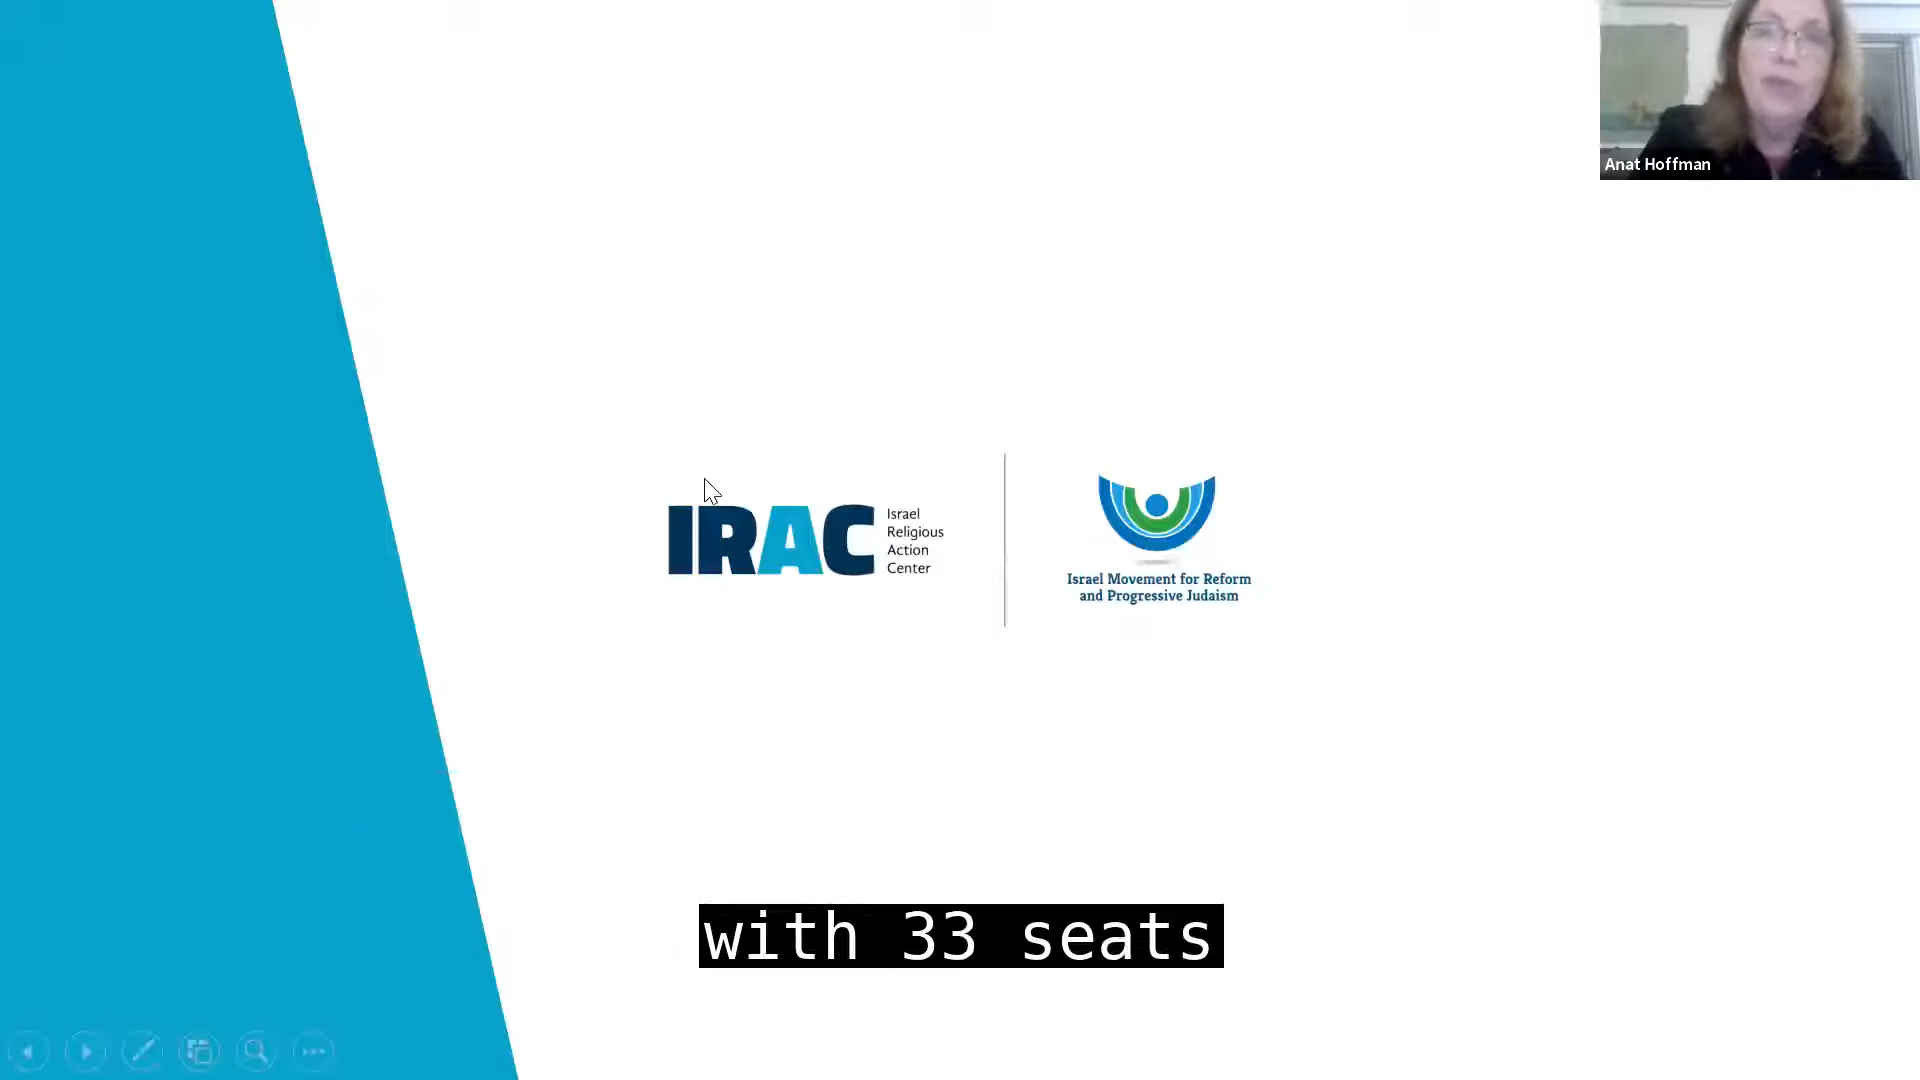 Anat Hoffman
IRAC
Israel
Religious
Action
Center
Israel Movement for Reform
and Progressive Judaism
with 33 seats